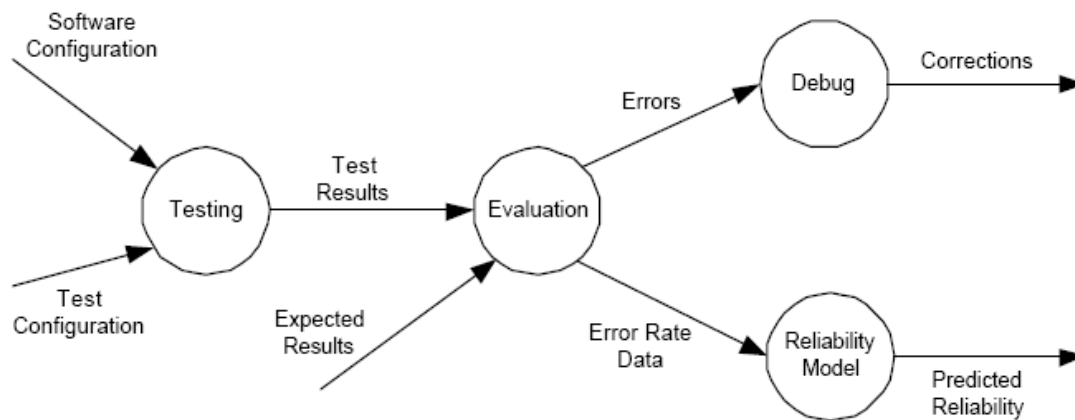 Software
Configuration
Testing
Test
Configuration
Test
Results
Evaluation
Expected
Results
Errors
Debug
Corrections
Error Rate
Data
Reliability
Model
Predicted
Reliability